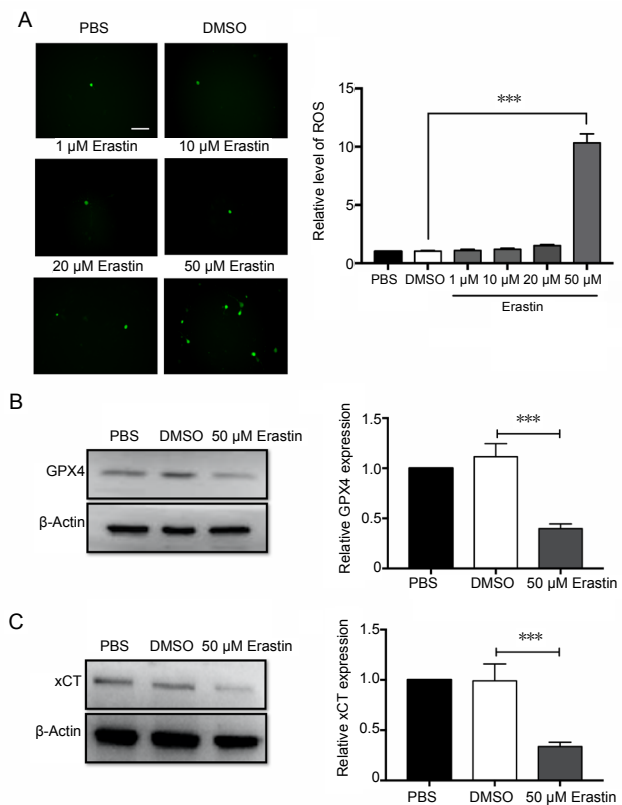 A
PBS DMSO
1 µM Erastin 10 µM Erastin
20 µM Erastin 50 µM Erastin
Relative level of ROS
15
10
5
0
***
PBS DMSO 1 µM 10 µM 20 µM 50 µM
Erastin
B
PBS DMSO 50 µM Erastin
GPX4
β-Actin
Relative GPX4 expression
1.5
1.0
0.5
0
***
PBS DMSO 50 µM Erastin
C
PBS DMSO 50 µM Erastin
xCT
β-Actin
Relative xCT expression
1.5
1.0
0.5
0
***
PBS DMSO 50 µM Erastin